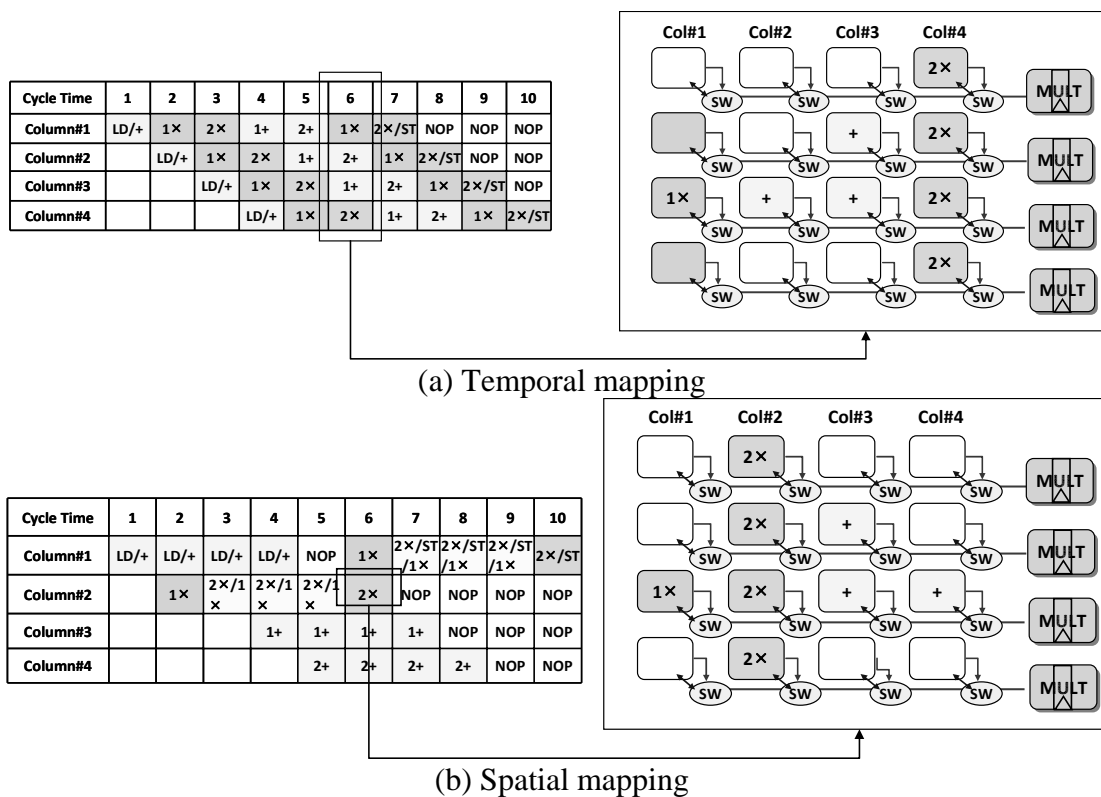 Col#1 Col#2 Col#3 Col#4
2×
SW SW SW SW MULT
+ 2×
SW SW SW SW MULT
1× + + 2×
SW SW SW SW MULT
2×
SW SW SW SW MULT
Cycle Time 1 2 3 4 5 6 7 8 9 10
Column#1 LD/+ 1× 2× 1+ 2+ 1× 2×/ST NOP NOP NOP
Column#2 LD/+ 1× 2× 1+ 2+ 1× 2×/ST NOP NOP
Column#3 LD/+ 1× 2× 1+ 2+ 1× 2×/ST NOP
Column#4 LD/+ 1× 2× 1+ 2+ 1× 2×/ST
(a) Temporal mapping
Col#1 Col#2 Col#3 Col#4
2×
SW SW SW SW MULT
2× +
SW SW SW SW MULT
1× 2× + +
SW SW SW SW MULT
2×
SW SW SW SW MULT
Cycle Time 1 2 3 4 5 6 7 8 9 10
Column#1 LD/+ LD/+ LD/+ LD/+ NOP 1× 2×/ST 2×/ST 2×/ST 2×/ST
/1× /1× /1×
Column#2 1× 2×/1 2×/1 2×/1 2× NOP NOP NOP NOP
× × ×
Column#3 1+ 1+ 1+ 1+ NOP NOP NOP
Column#4 2+ 2+ 2+ 2+ NOP NOP
(b) Spatial mapping